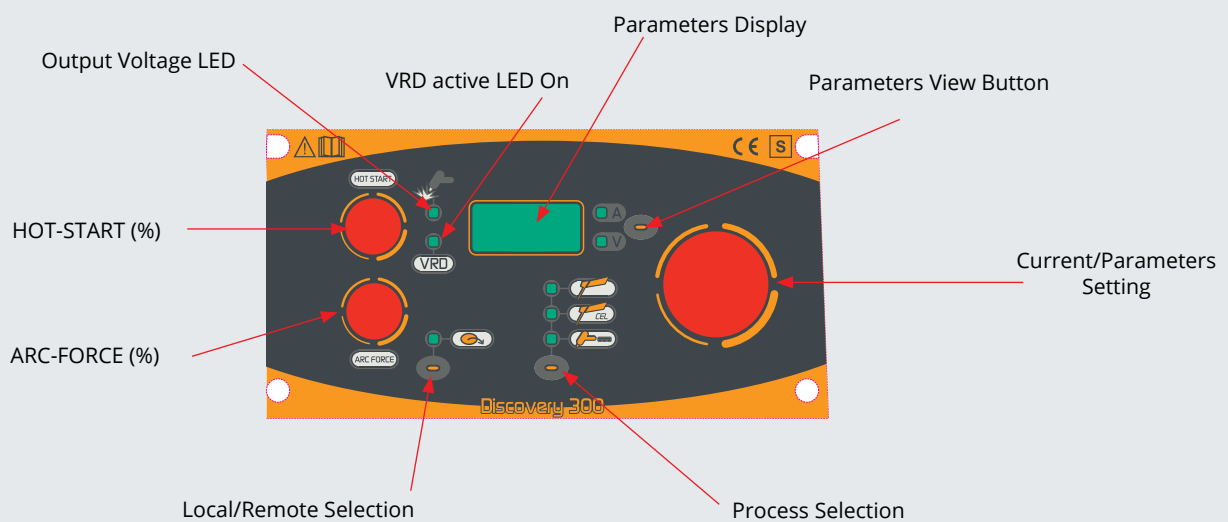 Parameters Display
Output Voltage LED
VRD active LED On
Parameters View Button
CE S
HOT START
HOT-START (%)
A
V
VRD
Current/Parameters
Setting
CEL
ARC-FORCE (%)
ARC FORCE
Discovery 300
Local/Remote Selection
Process Selection